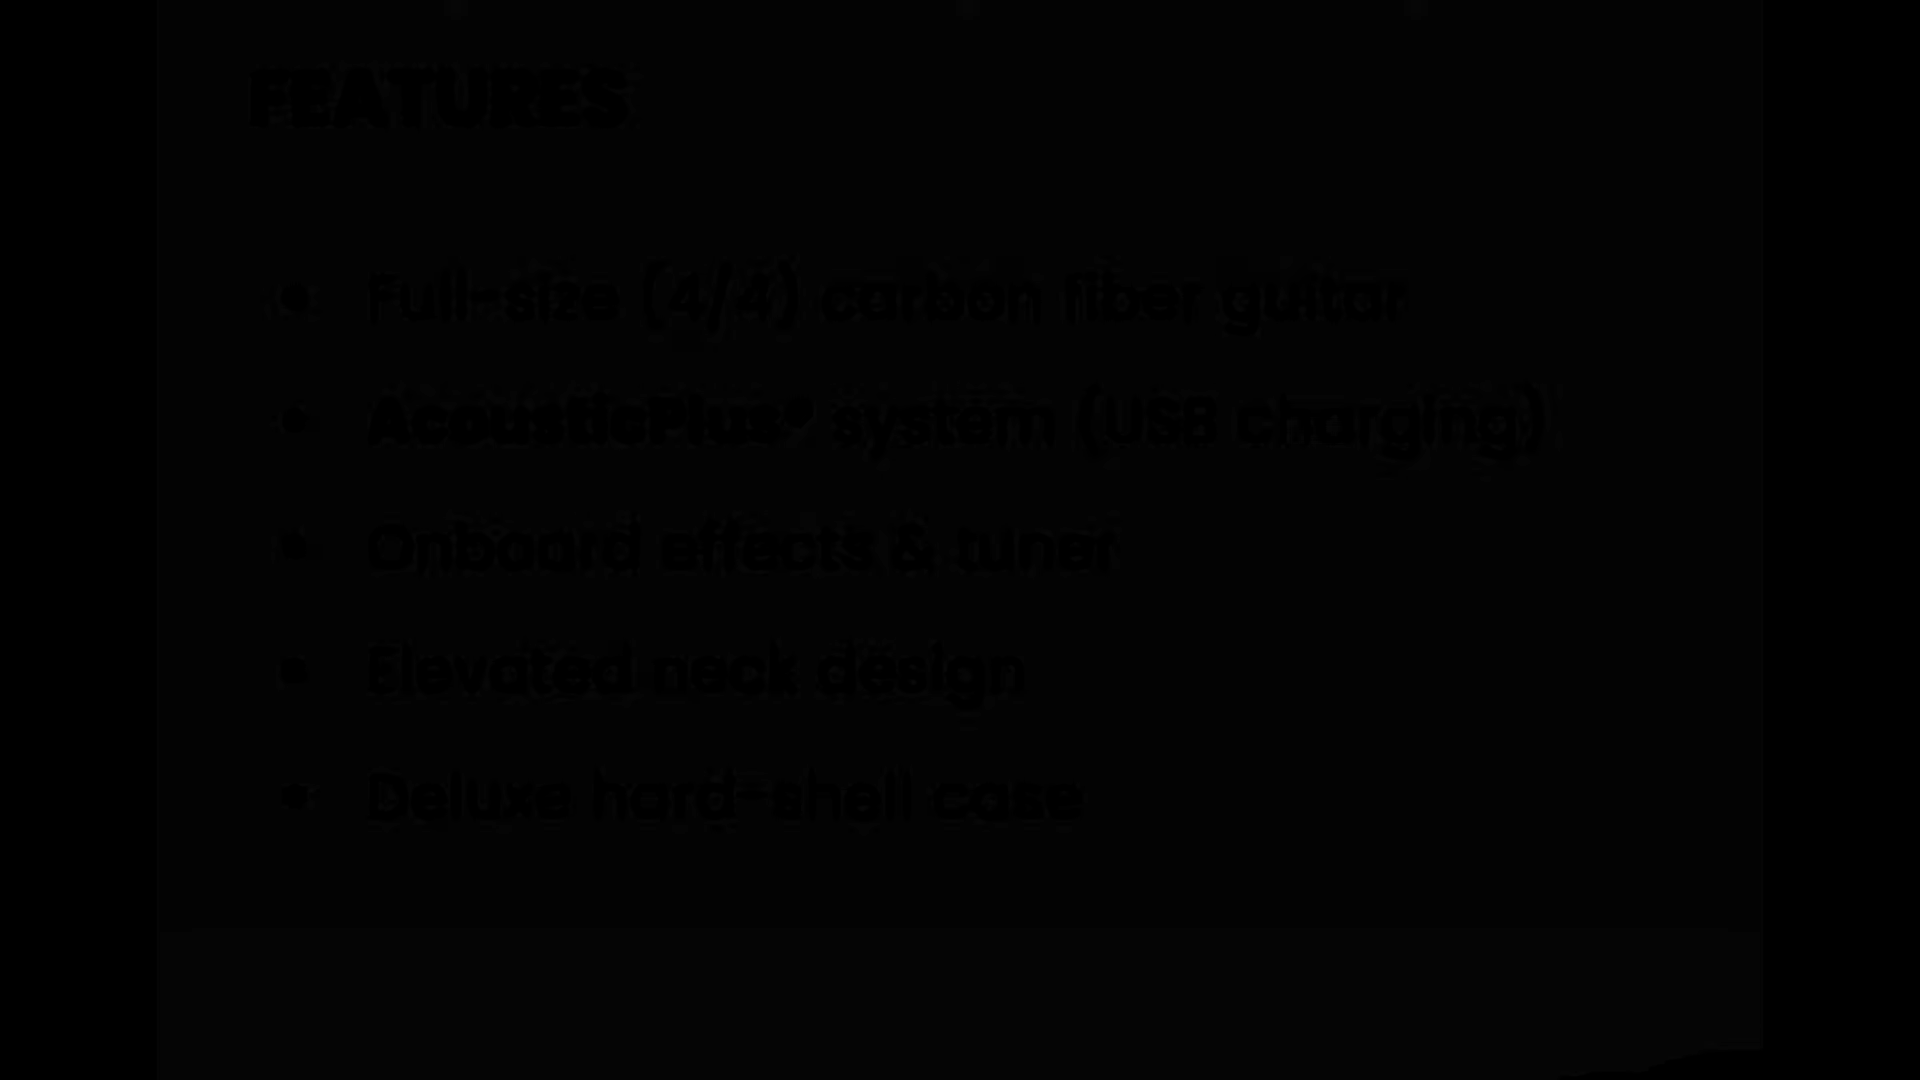 FEATURES
• Full-size (4/4) carbon fiber guitar
• AcousticPlus® system (USB charging)
• Onboard effects & tuner
• Elevated neck design
• Deluxe hard-shell case